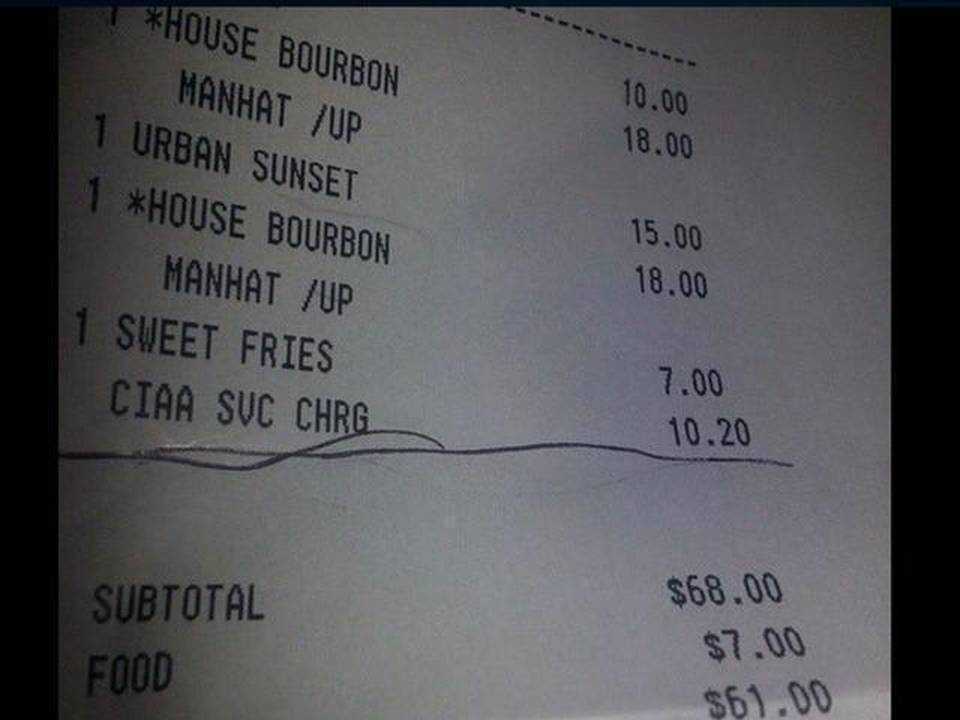 10.00
1 *HOUSE BOURBON 18.00
MANHAT /UP
1 URBAN SUNSET 15.00
1 *HOUSE BOURBON 18.00
MANHAT /UP
1 SWEET FRIES 7.00
CIAA SVC CHRG 10.20
SUBTOTAL $68.00
FOOD $7.00
$61.00